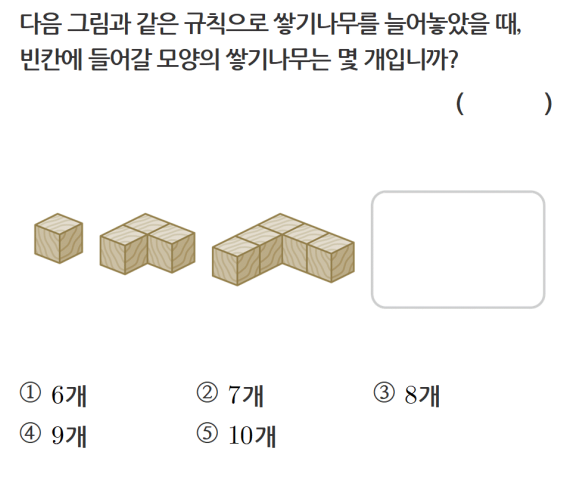 다음 그림과 같은 규칙으로 쌓기나무를 늘어놓았을 때,
빈칸에 들어갈 모양의 쌓기나무는 몇 개입니까?
( )
① 6개 ② 7개 ③ 8개
④ 9개 ⑤ 10개